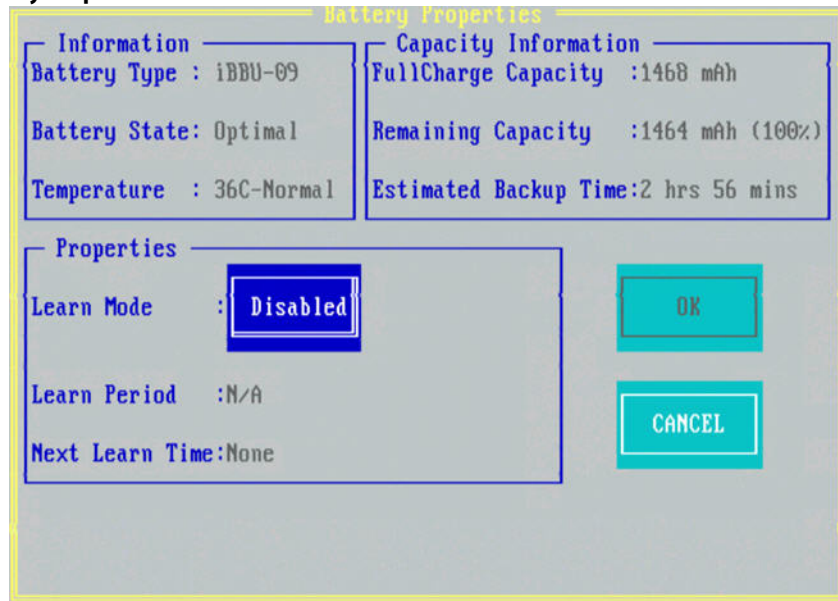 Battery Properties
Information
Battery Type : iBBU-09
Battery State: Optimal
Temperature : 36C-Normal
Capacity Information
FullCharge Capacity :1468 mAh
Remaining Capacity :1464 mAh (100%)
Estimated Backup Time:2 hrs 56 mins
Properties
Learn Mode : Disabled
Learn Period :N/A
Next Learn Time:None
OK
CANCEL